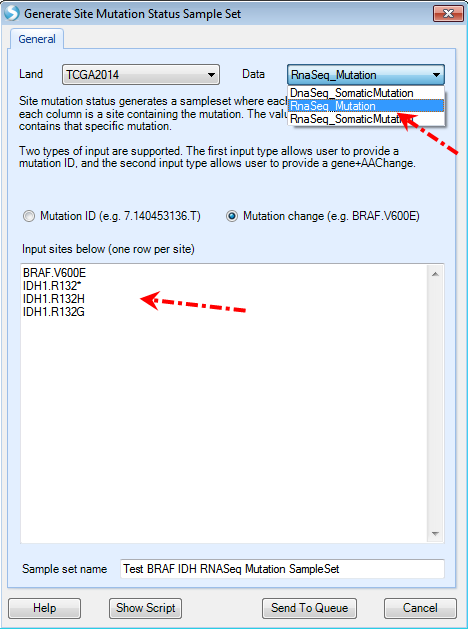 Generate Site Mutation Status Sample Set
General
Land TCGA2014 Data RnaSeq_Mutation
DnaSeq_SomaticMutation
RnaSeq_Mutation
RnaSeq_SomaticMutation
Site mutation status generates a sampleset where eac
each column is a site containing the mutation. The valu
contains that specific mutation.
Two types of input are supported. The first input type allows user to provide a
mutation ID, and the second input type allows user to provide a gene+AAChange.
Mutation ID (e.g. 7.140453136.T) Mutation change (e.g. BRAF.V600E)
Input sites below (one row per site)
BRAF.V600E
IDH1.R132*
IDH1.R132H
IDH1.R132G
Sample set name Test BRAF IDH RNASeq Mutation SampleSet
Help Show Script Send To Queue Cancel